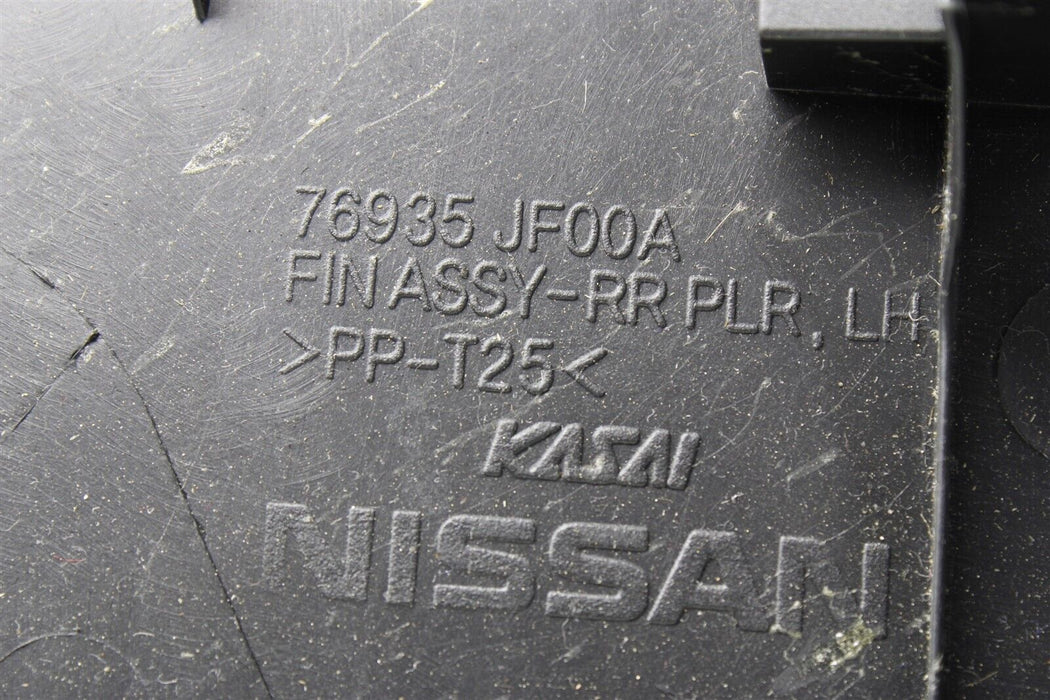 76935 JF00A
FIN ASSY-RR PLR, LH
>PP-T25<
KASAI
NISSAN